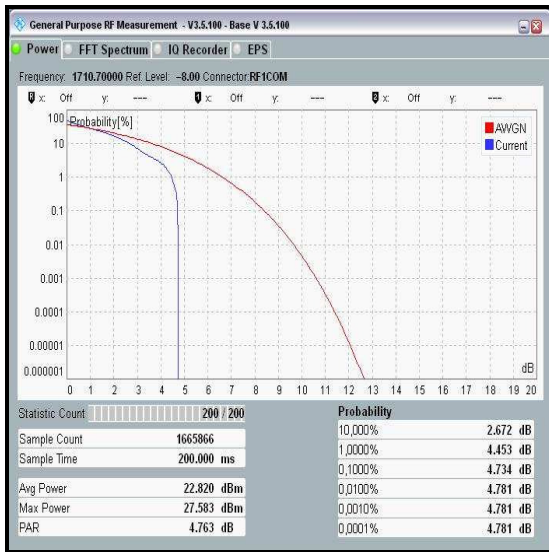 General Purpose RF Measurement - V3.5.100 - Base V 3.5.100
Power FFT Spectrum IQ Recorder EPS
Frequency: 1710.70000 Ref. Level: -8.00 Connector:RF1COM
R x: Off y: --- 1 x: Off y: --- 2 x: Off y: ---
Probability[%]
AWGN
Current
100
10
1
0.1
0.01
0.001
0.0001
0.00001
0.000001
dB
0 1 2 3 4 5 6 7 8 9 10 11 12 13 14 15 16 17 18 19 20
Statistic Count 200 / 200
Sample Count 1665866
Sample Time 200.000 ms
Avg Power 22.820 dBm
Max Power 27.583 dBm
PAR 4.763 dB
Probability
10,000% 2.672 dB
1,0000% 4.453 dB
0,1000% 4.734 dB
0,0100% 4.781 dB
0,0010% 4.781 dB
0,0001% 4.781 dB